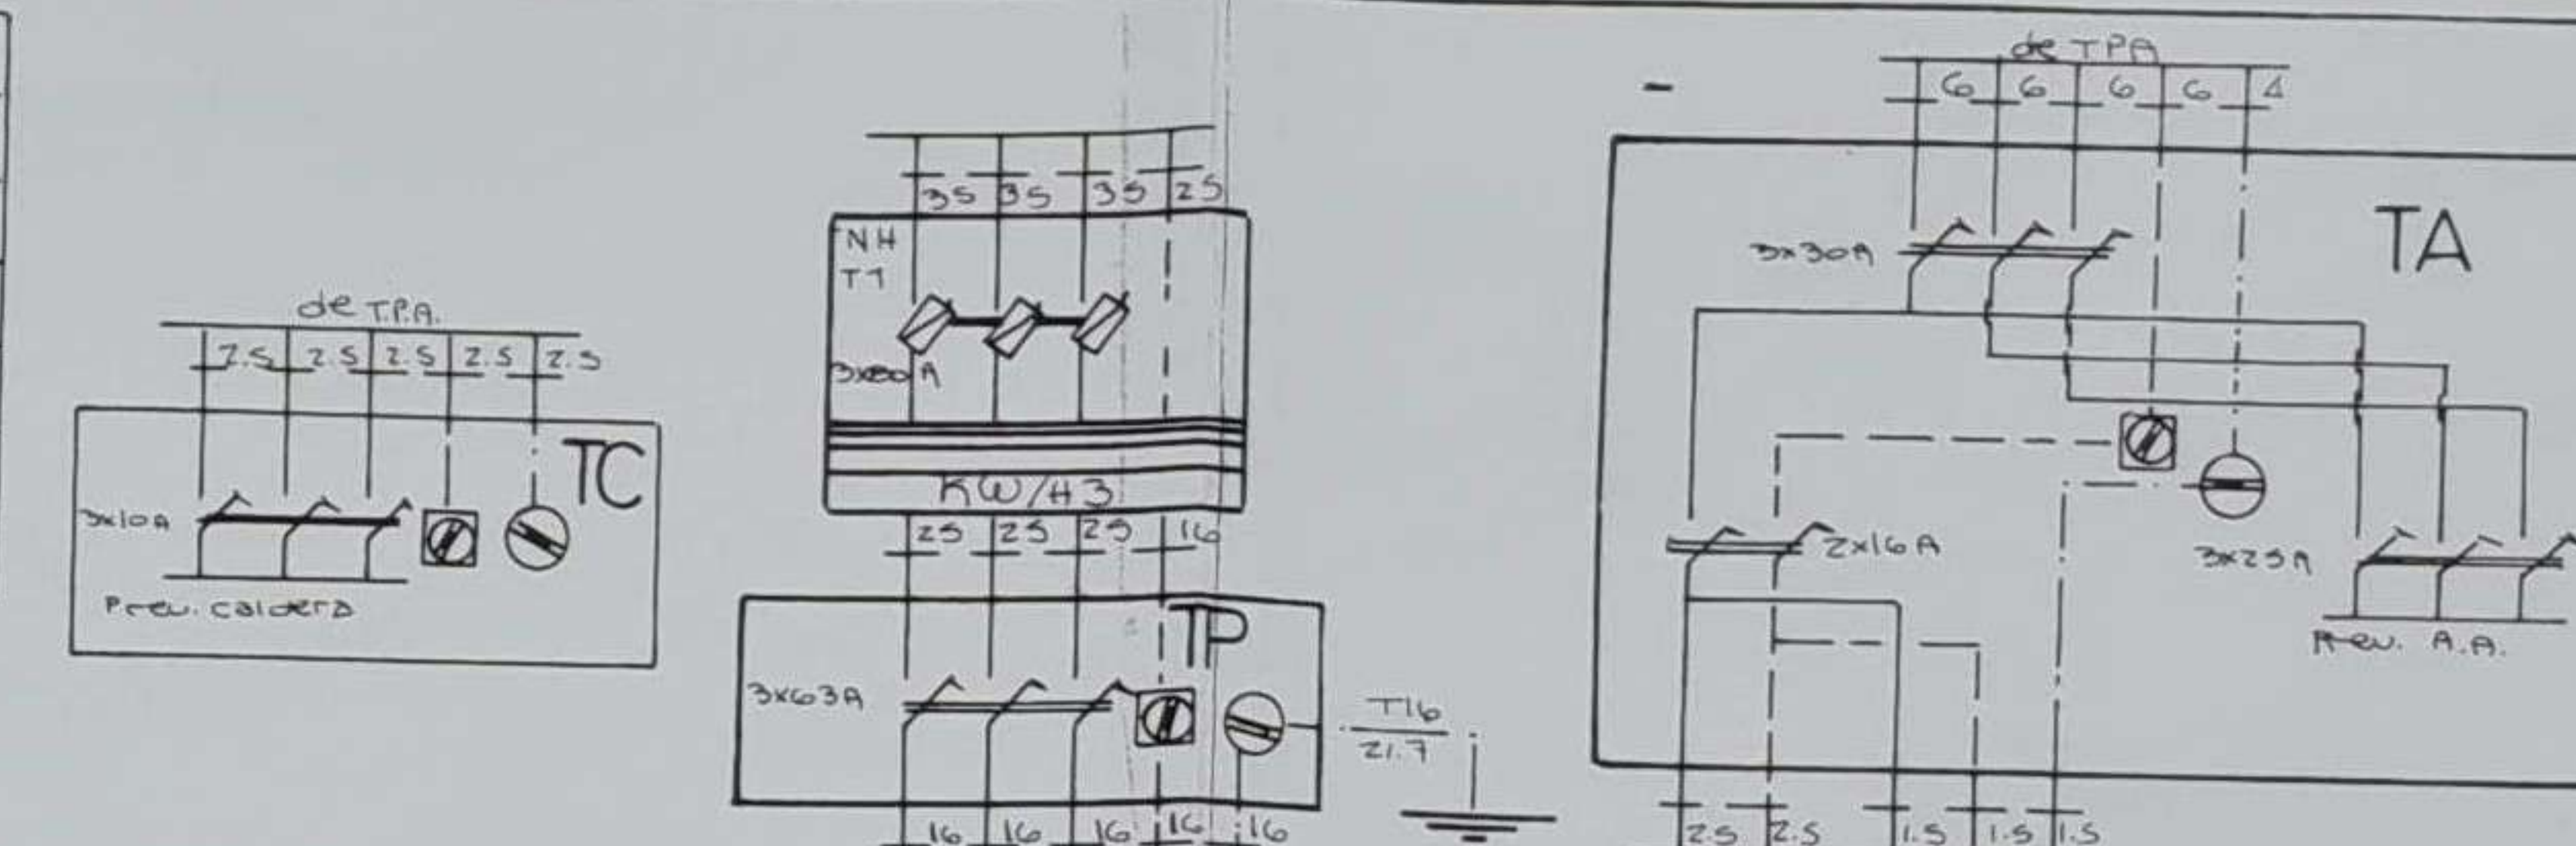 de T.P.A.
2.5 2.5 2.5 2.5 2.5
TC
3x10A
Prev. caldera
35 35 35 25
NH
T1
3x80A
KW/H3
25 25 25 16
TP
3x63A
T16
21.7
16 16 16 16 16
de TPA
6 6 6 6 4
TA
3x30A
2x16A
3x25A
Prev. A.A.
2.5 2.5 1.5 1.5 1.5